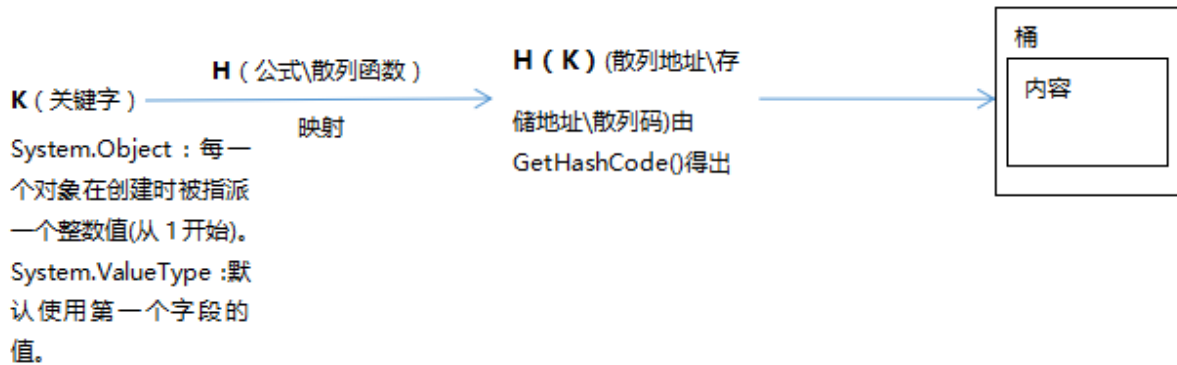 K（关键字）
System.Object：每一
个对象在创建时被指派
一个整数值(从 1 开始)。
System.ValueType :默
认使用第一个字段的
值。
H（公式\散列函数）
映射
H（K）(散列地址\存
储地址\散列码)由
GetHashCode()得出
桶
内容